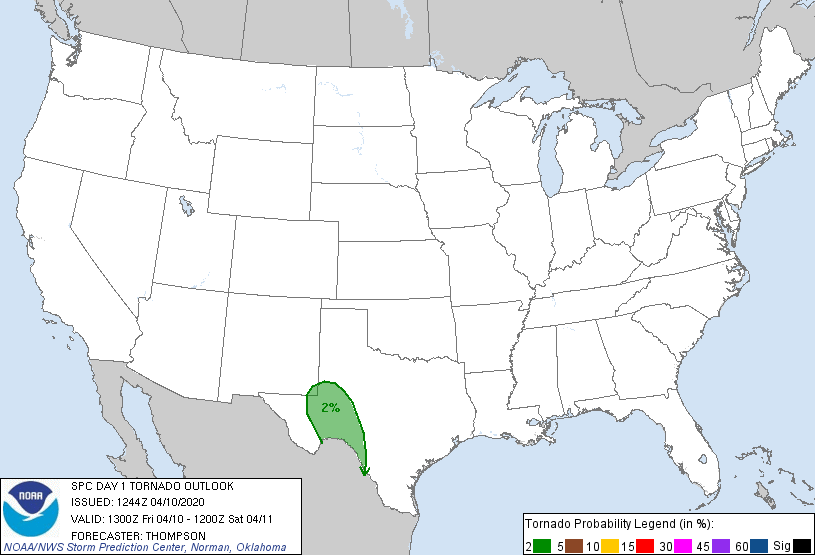 2%
NOAA
SPC DAY 1 TORNADO OUTLOOK
ISSUED: 1244Z 04/10/2020
VALID: 1300Z Fri 04/10 - 1200Z Sat 04/11
FORECASTER: THOMPSON
NOAA/NWS Storm Prediction Center, Norman, Oklahoma
Tornado Probability Legend (in %):
2 5 10 15 30 45 60 Sig